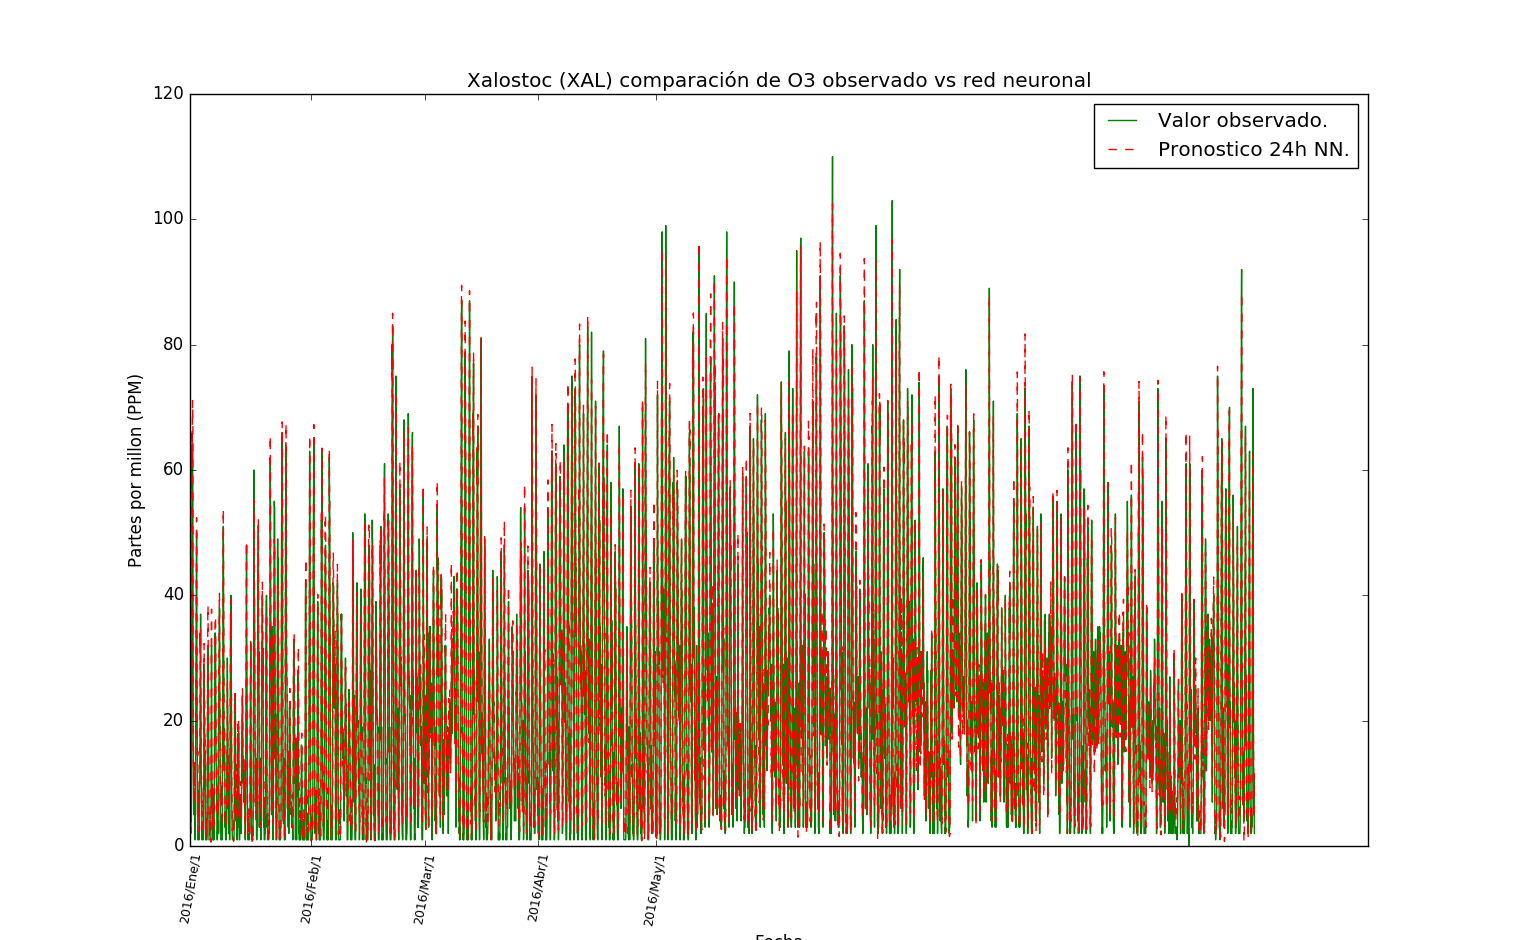 Xalostoc (XAL) comparación de O3 observado vs red neuronal
Valor observado.
Pronostico 24h NN.
Partes por millon (PPM)
120
100
80
60
40
20
0
2016/Ene/1
2016/Feb/1
2016/Mar/1
2016/Abr/1
2016/May/1
Fecha